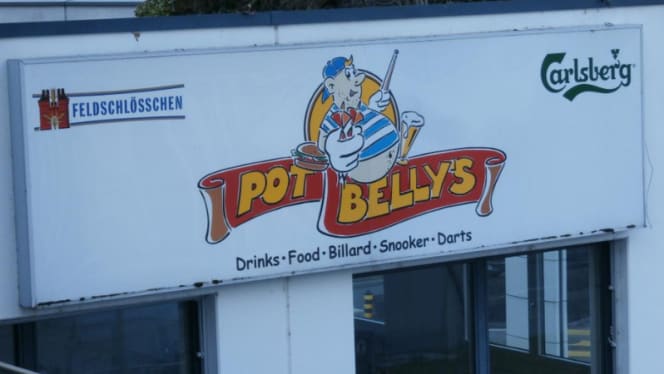 FELDSCHLÖSSCHEN
Carlsberg
POT BELLY'S
Drinks · Food · Billard · Snooker · Darts